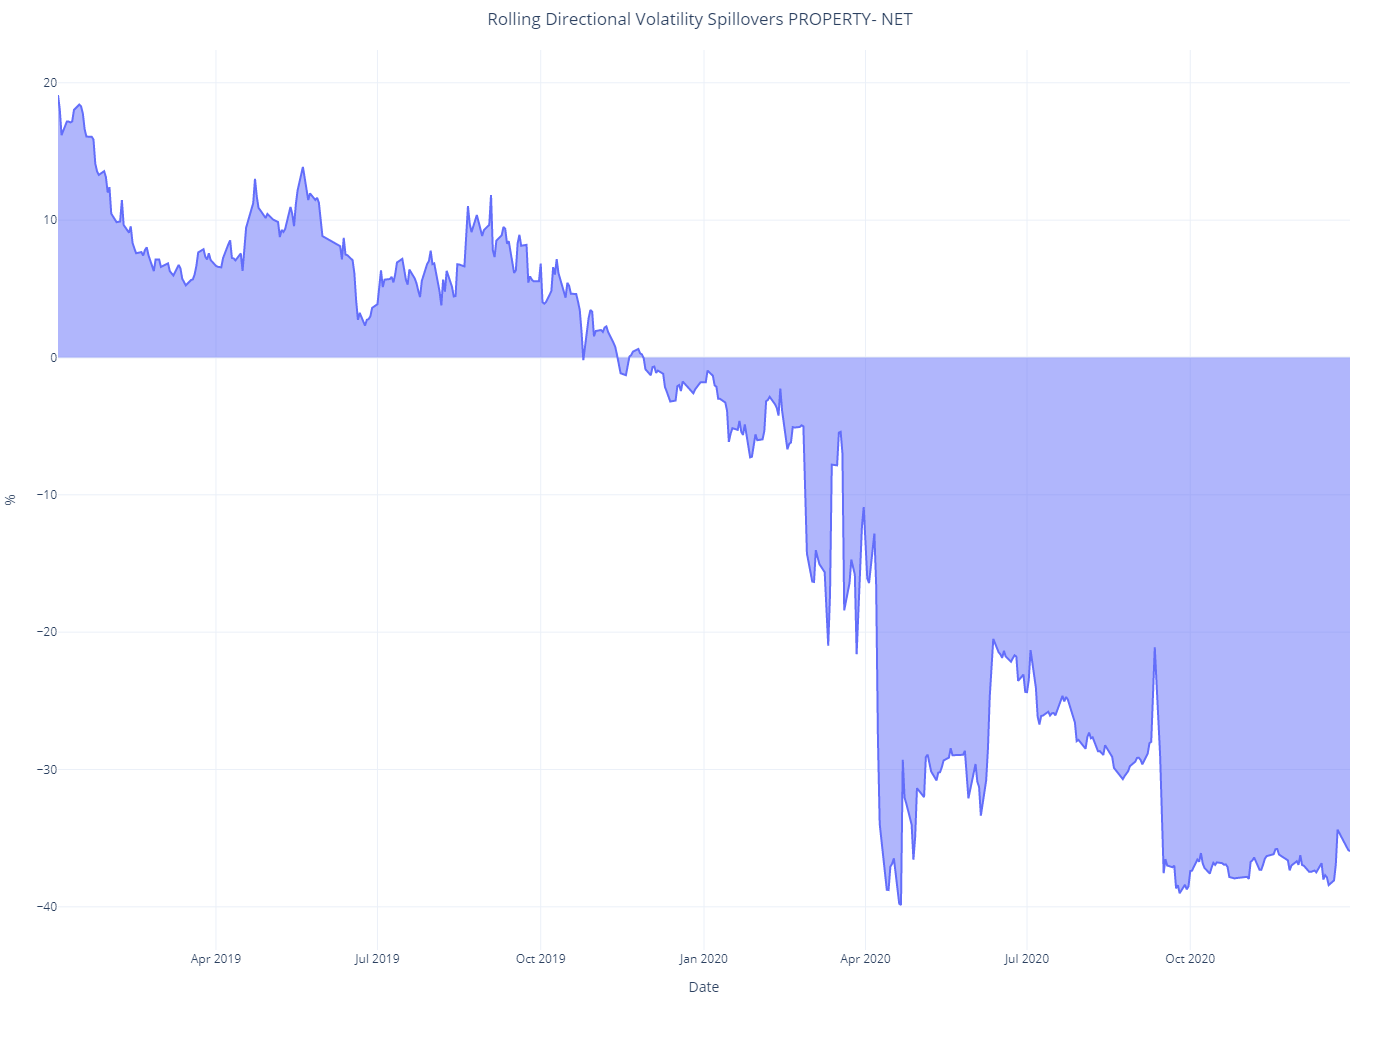 Rolling Directional Volatility Spillovers PROPERTY- NET
20
10
0
−10
−20
−30
−40
%
Apr 2019
Jul 2019
Oct 2019
Jan 2020
Apr 2020
Jul 2020
Oct 2020
Date